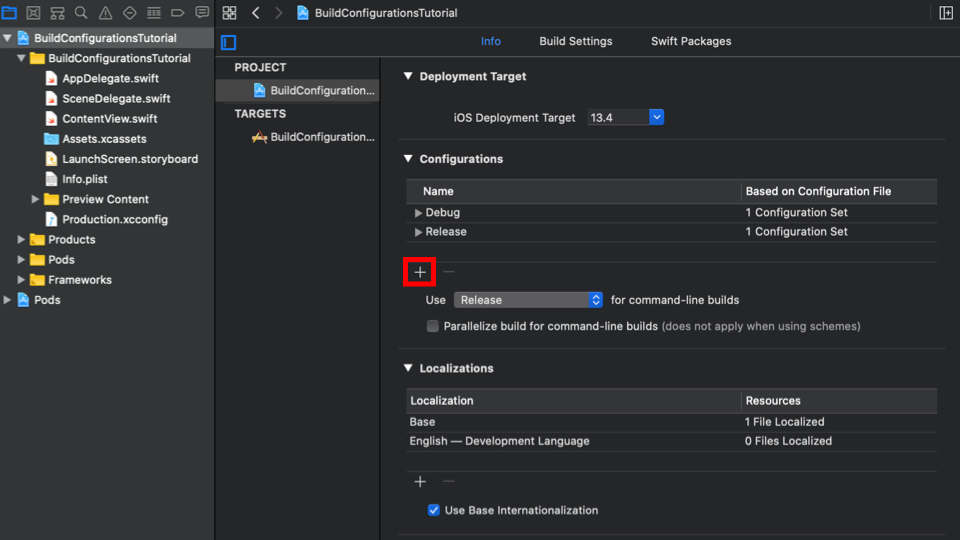 BuildConfigurationsTutorial
Info
Build Settings
Swift Packages
BuildConfigurationsTutorial
BuildConfigurationsTutorial
AppDelegate.swift
SceneDelegate.swift
ContentView.swift
Assets.xcassets
LaunchScreen.storyboard
Info.plist
Preview Content
Production.xcconfig
Products
Pods
Frameworks
Pods
PROJECT
BuildConfiguration...
TARGETS
BuildConfiguration...
Deployment Target
iOS Deployment Target 13.4
Configurations
Name Based on Configuration File
Debug 1 Configuration Set
Release 1 Configuration Set
Use Release for command-line builds
Parallelize build for command-line builds (does not apply when using schemes)
Localizations
Localization Resources
Base 1 File Localized
English — Development Language 0 Files Localized
Use Base Internationalization